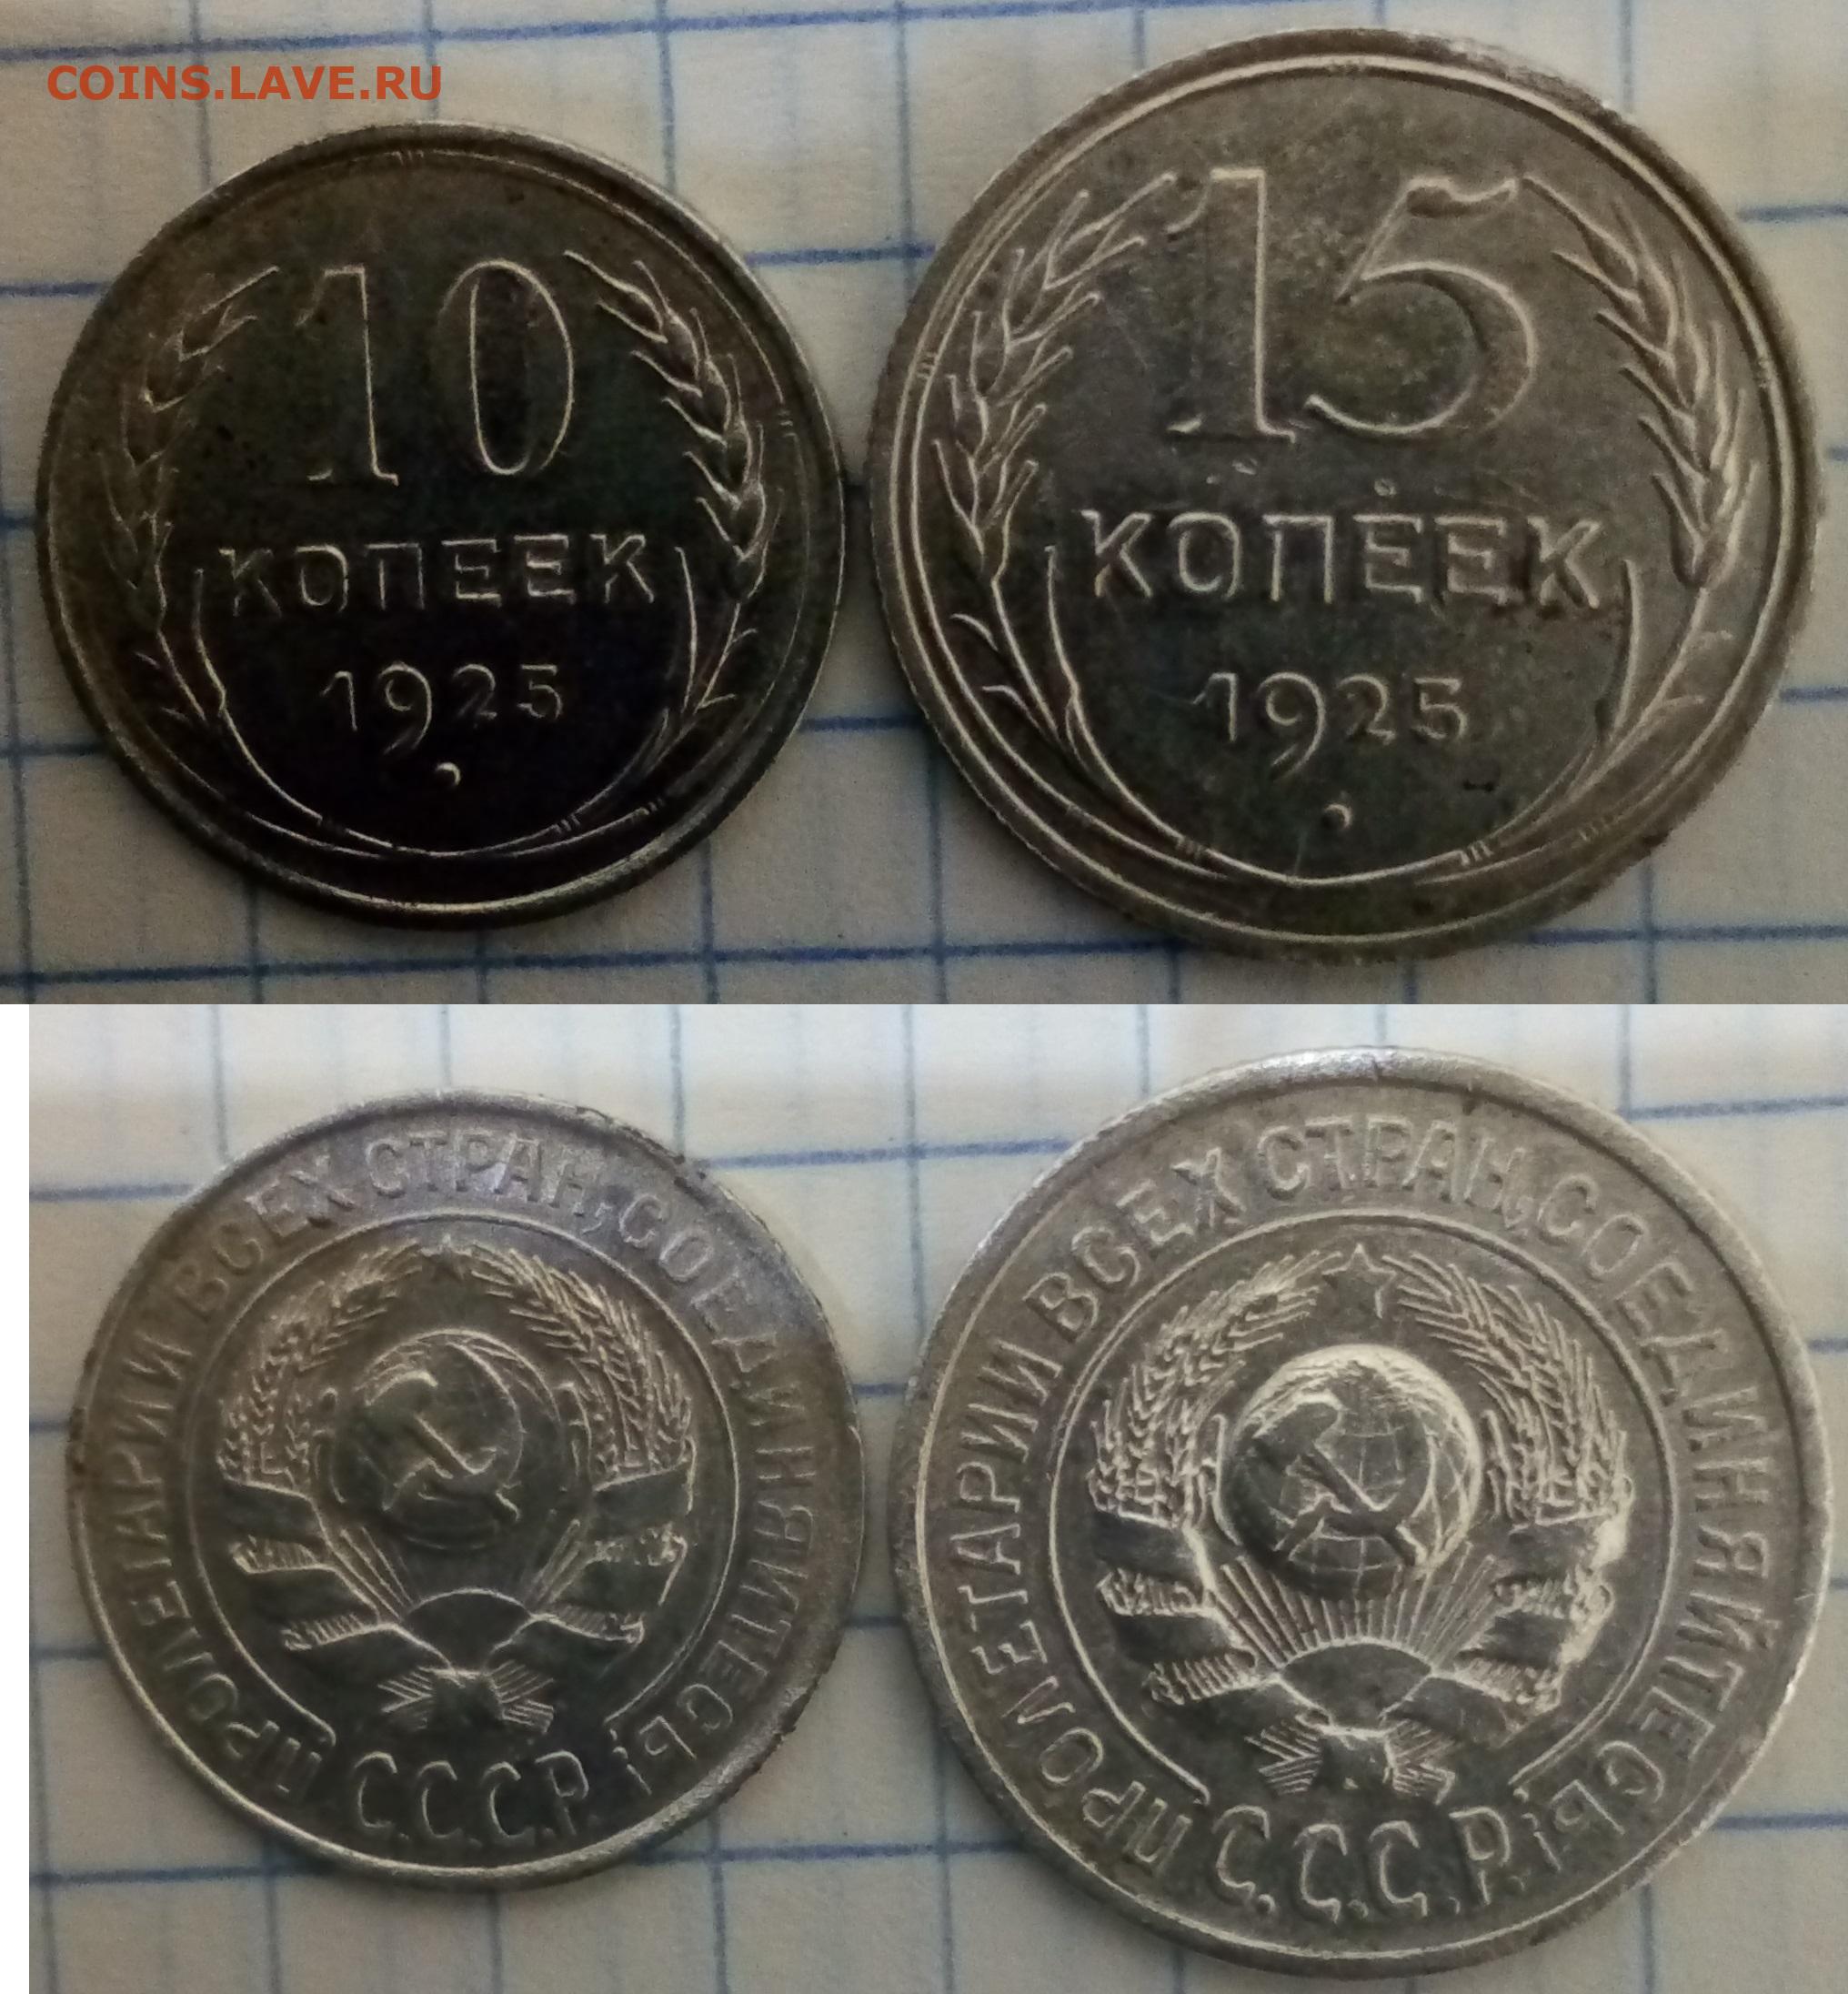 COINS.LAVE.RU
10
КОПЕЕК
1925
15
КОПЕЕК
1925
ПРОЛЕТАРИИ ВСЕХ СТРАН, СОЕДИНЯЙТЕСЬ!
С.С.С.Р.
ПРОЛЕТАРИИ ВСЕХ СТРАН, СОЕДИНЯЙТЕСЬ!
С.С.С.Р.